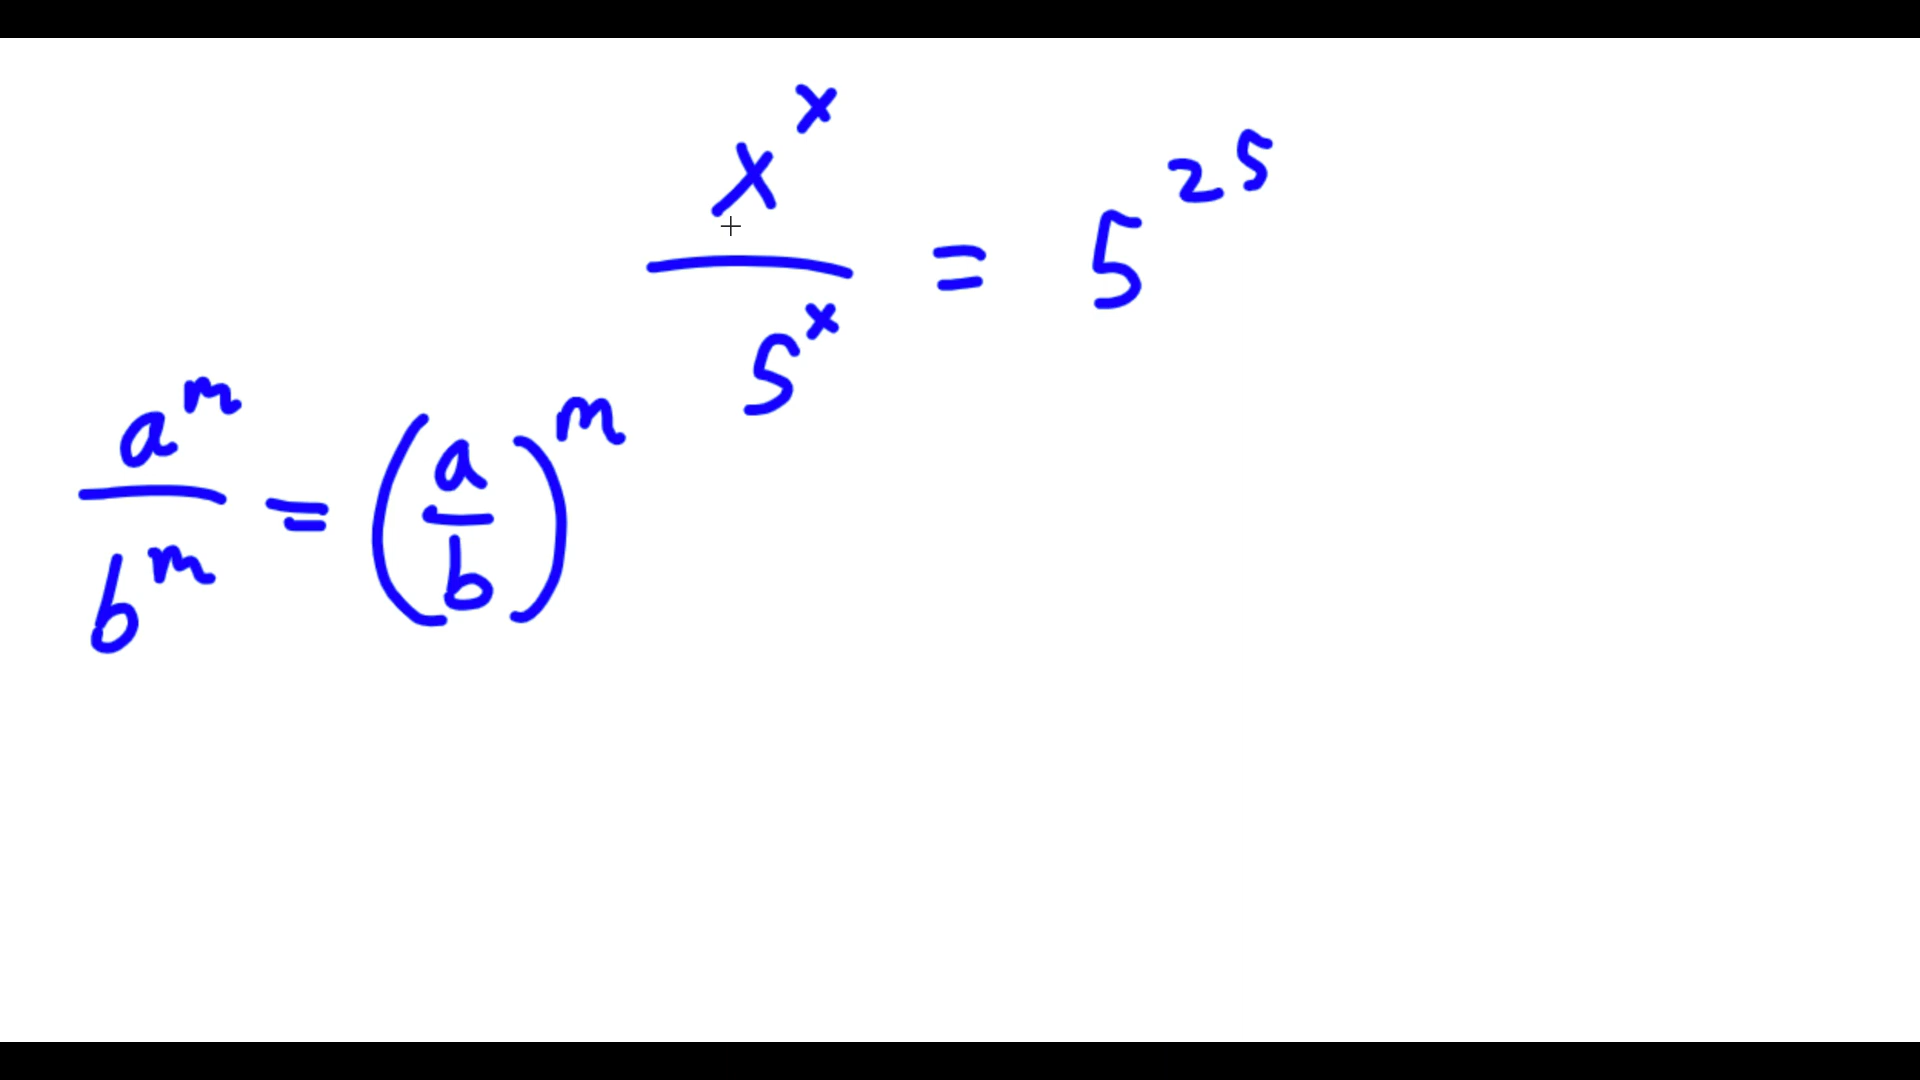 x^x / 5^x = 5^25
a^m / b^m = (a/b)^m